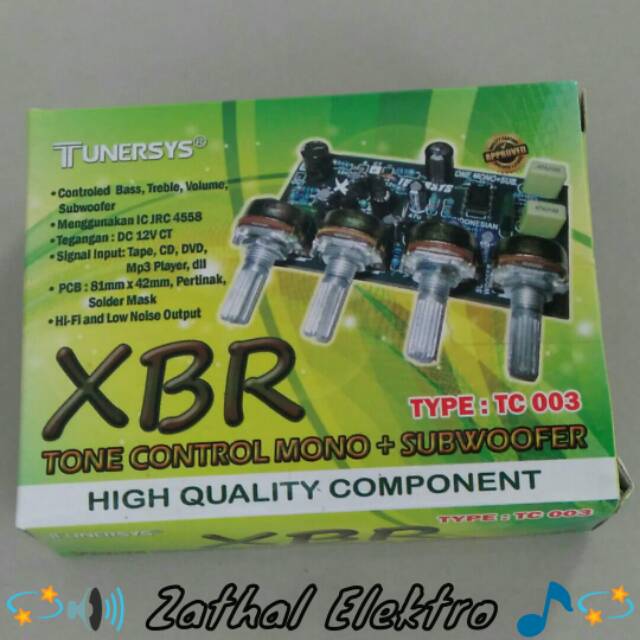 TUNERSYS®
APPROVED
• Controled Bass, Treble, Volume,
Subwoofer
• Menggunakan IC JRC 4558
• Tegangan : DC 12V CT
• Signal Input: Tape, CD, DVD,
Mp3 Player, dll
• PCB : 81mm x 42mm, Pertinak,
Solder Mask
• Hi-Fi and Low Noise Output
XBR
TYPE : TC 003
TONE CONTROL MONO + SUBWOOFER
HIGH QUALITY COMPONENT
TUNERSYS XBR TYPE : TC 003
Zathal Elektro